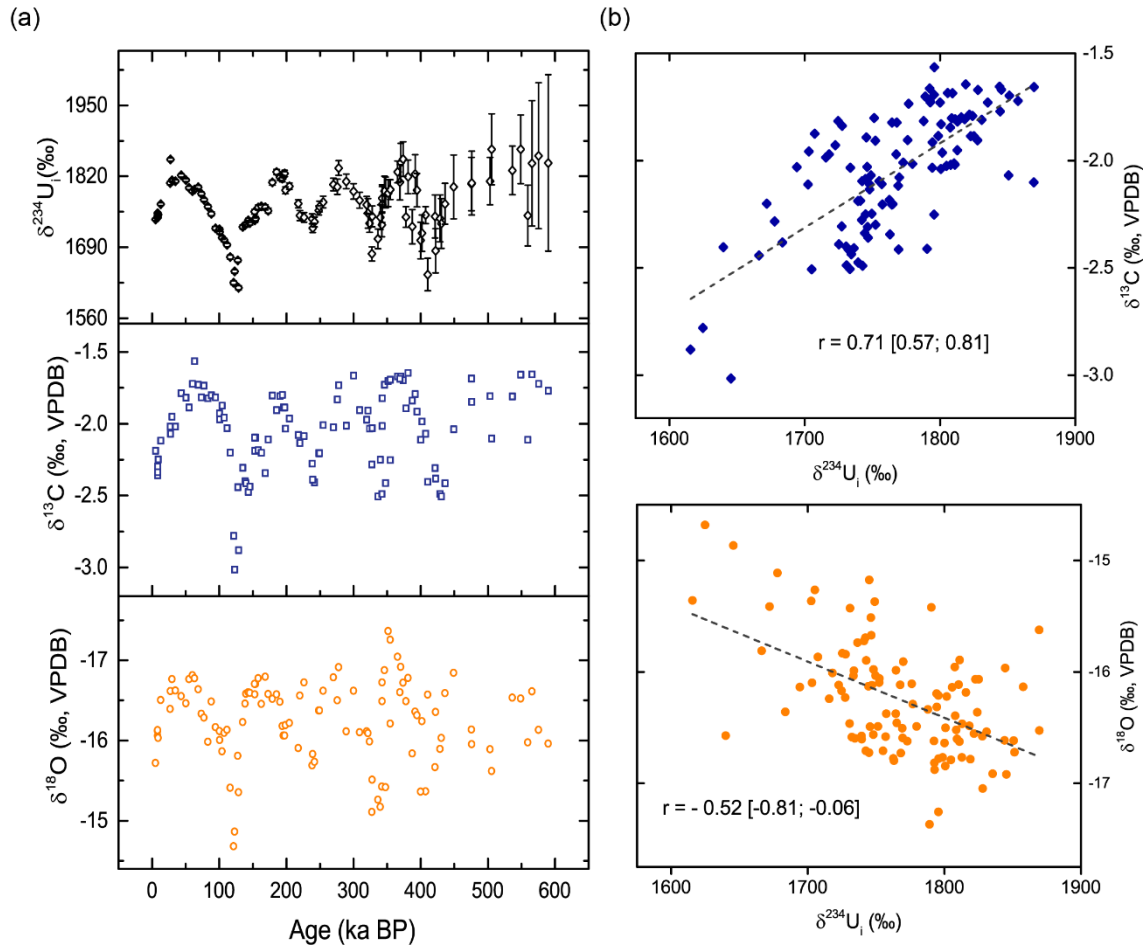 (a)
δ²³⁴Uᵢ(‰)
1950
1820
1690
1560
δ¹³C (‰, VPDB)
-1.5
-2.0
-2.5
-3.0
δ¹⁸O (‰, VPDB)
-17
-16
-15
0 100 200 300 400 500 600
Age (ka BP)
(b)
-1.5
-2.0
-2.5
-3.0
δ¹³C (‰, VPDB)
r = 0.71 [0.57; 0.81]
1600 1700 1800 1900
δ²³⁴Uᵢ (‰)
-15
-16
-17
δ¹⁸O (‰, VPDB)
r = - 0.52 [-0.81; -0.06]
1600 1700 1800 1900
δ²³⁴Uᵢ (‰)